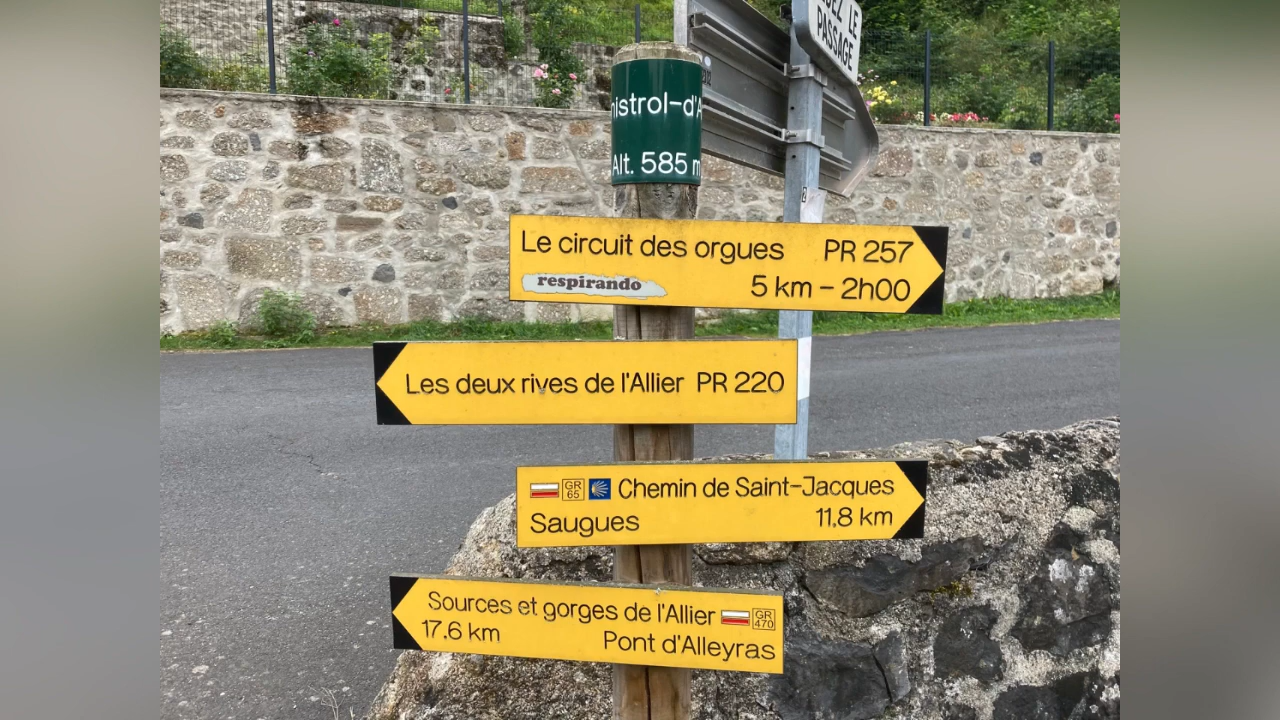 PASSAGE
Alt. 585
Le circuit des orgues PR 257
respirando 5 km – 2h00
Les deux rives de l'Allier PR 220
GR 65 Chemin de Saint-Jacques
Saugues 11.8 km
Sources et gorges de l'Allier GR 470
17.6 km Pont d'Alleyras